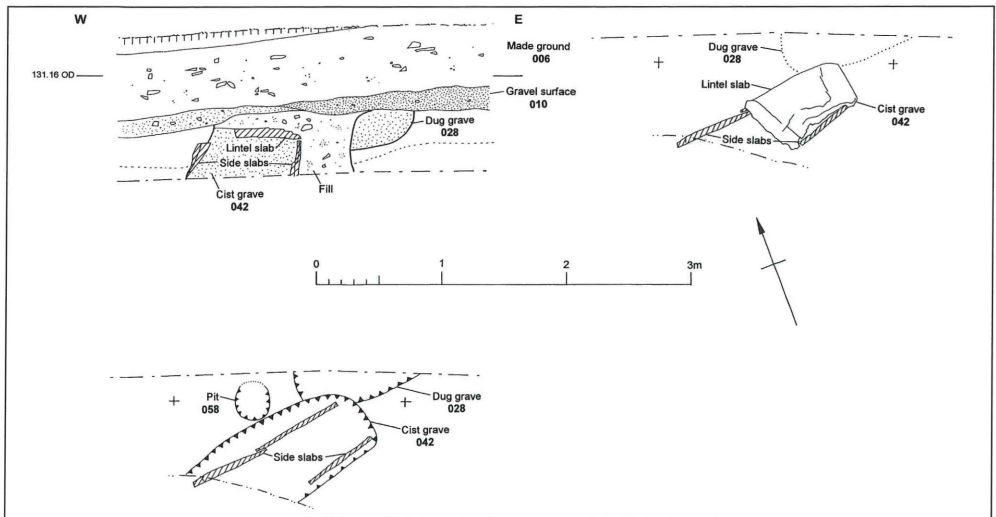 W
E
131.16 OD
Made ground
006
Gravel surface
010
Dug grave
028
Lintel slab
Side slabs
Cist grave
042
Fill
Dug grave
028
Lintel slab
Cist grave
042
Side slabs
0
1
2
3m
Pit
058
Dug grave
028
Cist grave
042
Side slabs